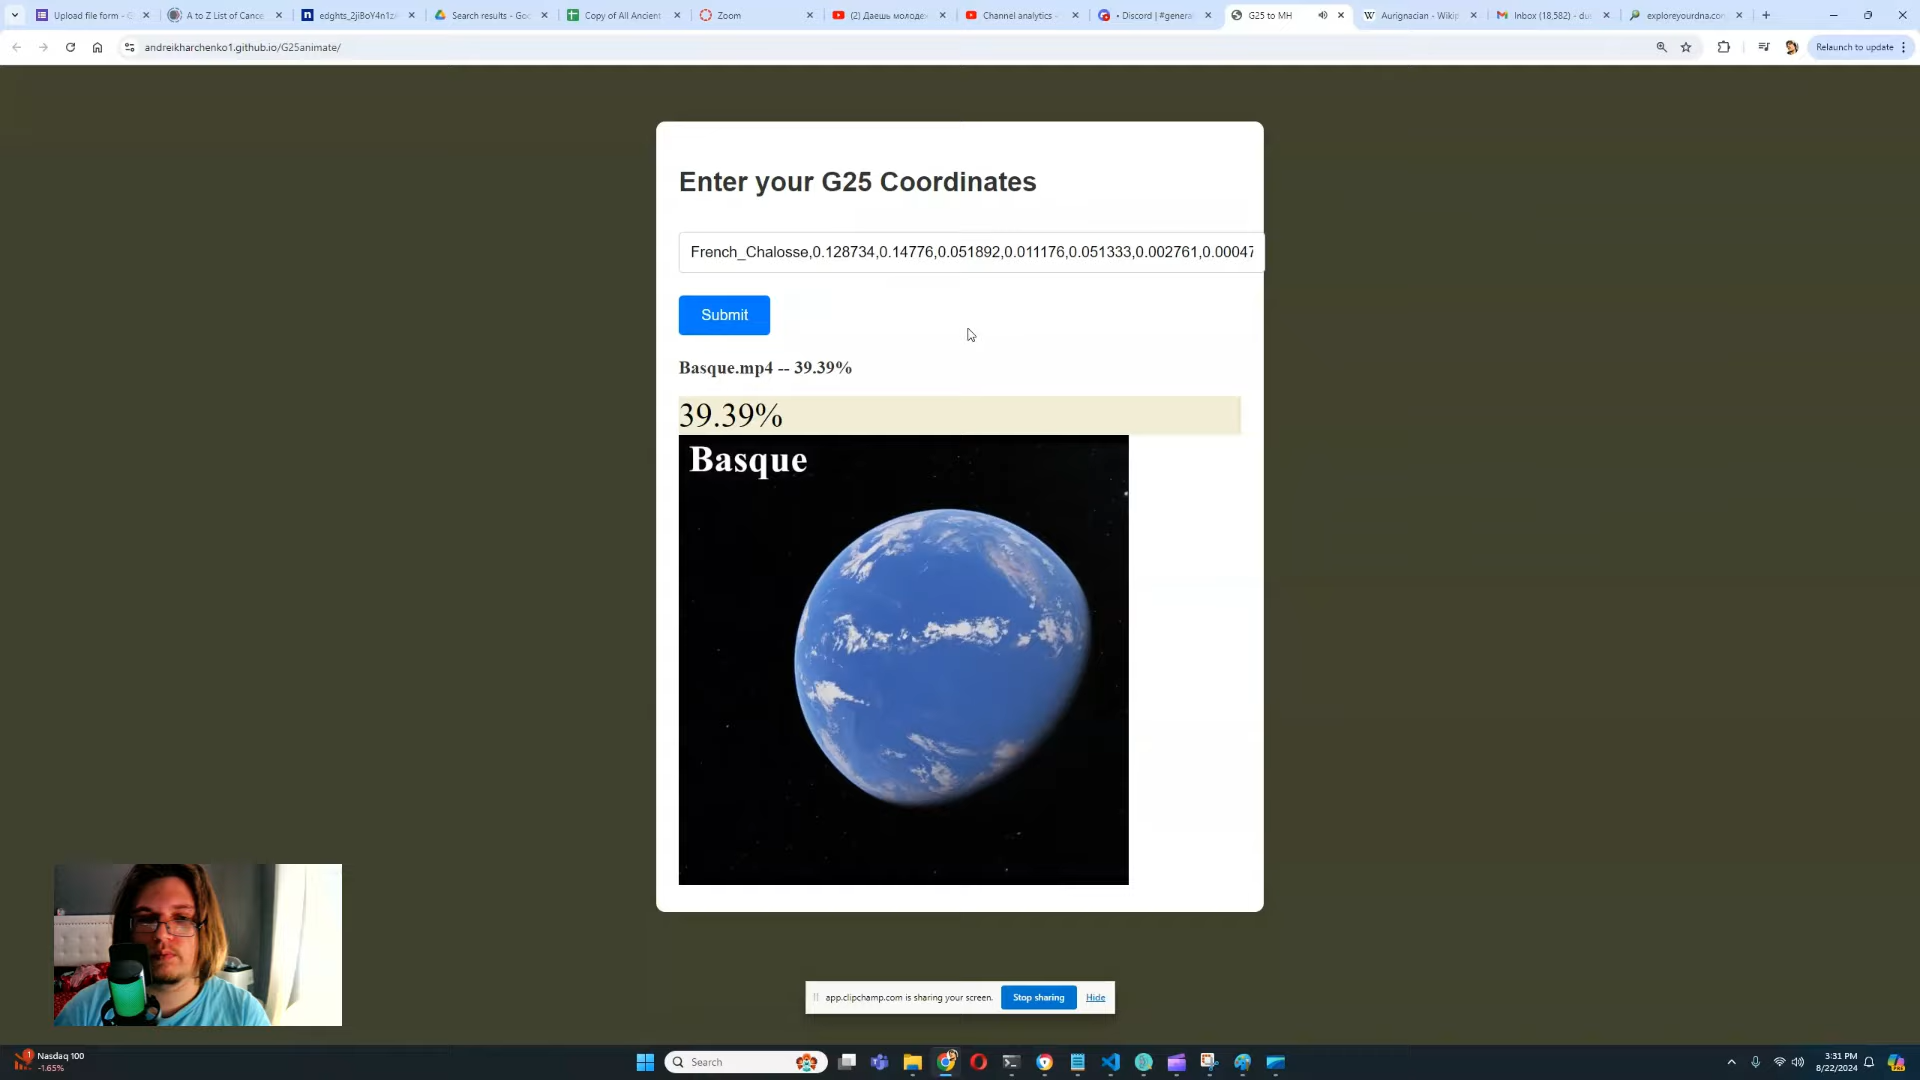 Upload file form - G
A to Z List of Cance
edghts_2jiBoY4n1z
Search results - Goo
Copy of All Ancient
Zoom
(2) Даешь молодеж
Channel analytics -
• Discord | #general
G25 to MH
Aurignacian - Wikip
Inbox (18,582) - du
exploreyourdna.com
andreikharchenko1.github.io/G25animate/
Relaunch to update
Enter your G25 Coordinates
French_Chalosse,0.128734,0.14776,0.051892,0.011176,0.051333,0.002761,0.00047
Submit
Basque.mp4 -- 39.39%
39.39%
Basque
app.clipchamp.com is sharing your screen.
Stop sharing
Hide
Nasdaq 100
-1.65%
Search
3:31 PM
8/22/2024